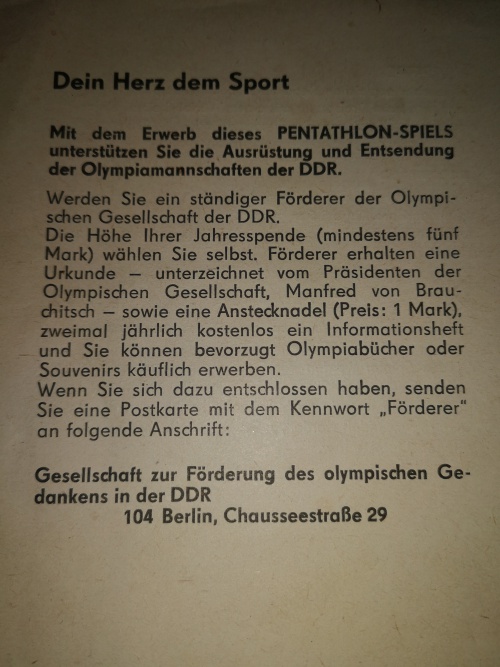 Dein Herz dem Sport
Mit dem Erwerb dieses PENTATHLON-SPIELS
unterstützen Sie die Ausrüstung und Entsendung
der Olympiamannschaften der DDR.
Werden Sie ein ständiger Förderer der Olympi-
schen Gesellschaft der DDR.
Die Höhe Ihrer Jahresspende (mindestens fünf
Mark) wählen Sie selbst. Förderer erhalten eine
Urkunde — unterzeichnet vom Präsidenten der
Olympischen Gesellschaft, Manfred von Brau-
chitsch — sowie eine Anstecknadel (Preis: 1 Mark),
zweimal jährlich kostenlos ein Informationsheft
und Sie können bevorzugt Olympiabücher oder
Souvenirs käuflich erwerben.
Wenn Sie sich dazu entschlossen haben, senden
Sie eine Postkarte mit dem Kennwort „Förderer"
an folgende Anschrift:
Gesellschaft zur Förderung des olympischen Ge-
dankens in der DDR
104 Berlin, Chausseestraße 29